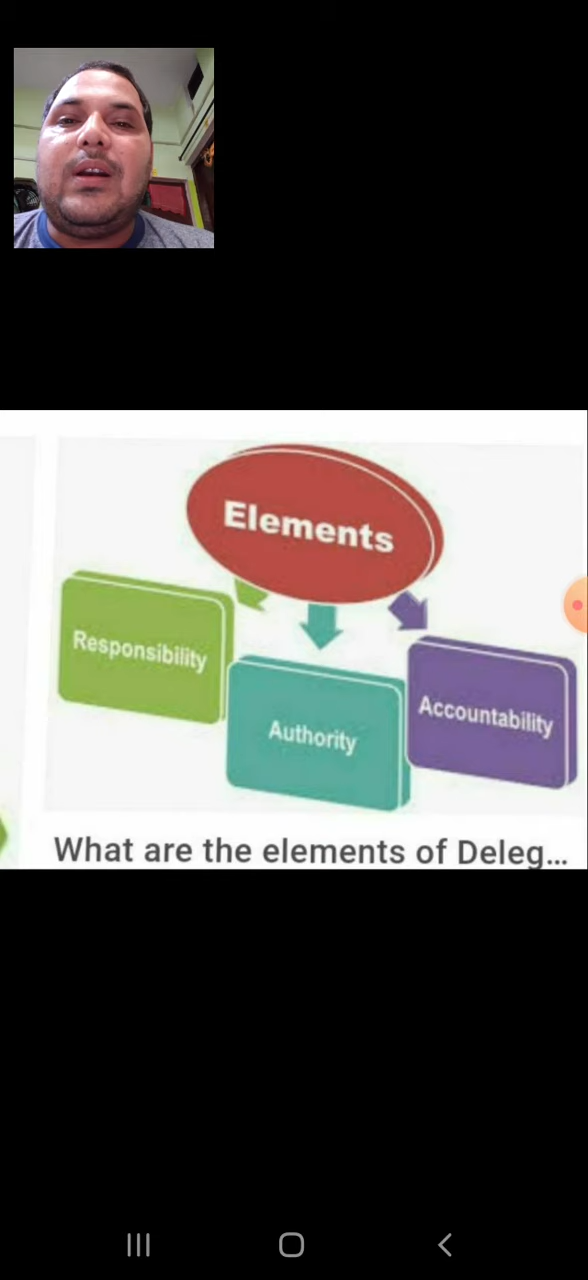 Elements
Responsibility
Authority
Accountability
What are the elements of Deleg...